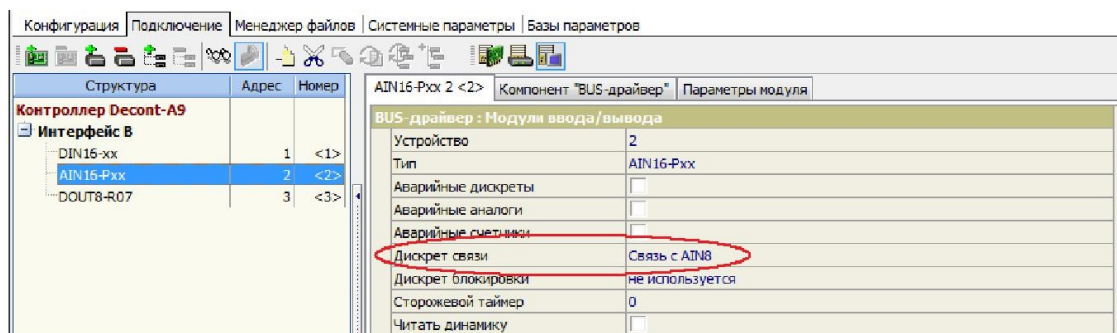 Конфигурация Подключение Менеджер файлов Системные параметры Базы параметров
Структура Адрес Номер
Контроллер Decont-A9
Интерфейс B
DIN16-xx 1 <1>
AIN16-Pxx 2 <2>
DOUT8-R07 3 <3>
AIN16-Pxx 2 <2> Компонент "BUS-драйвер" Параметры модуля
BUS-драйвер : Модули ввода/вывода
Устройство 2
Тип AIN16-Pxx
Аварийные дискреты
Аварийные аналоги
Аварийные счетчики
Дискрет связи Связь с AIN8
Дискрет блокировки не используется
Сторожевой таймер 0
Читать динамику